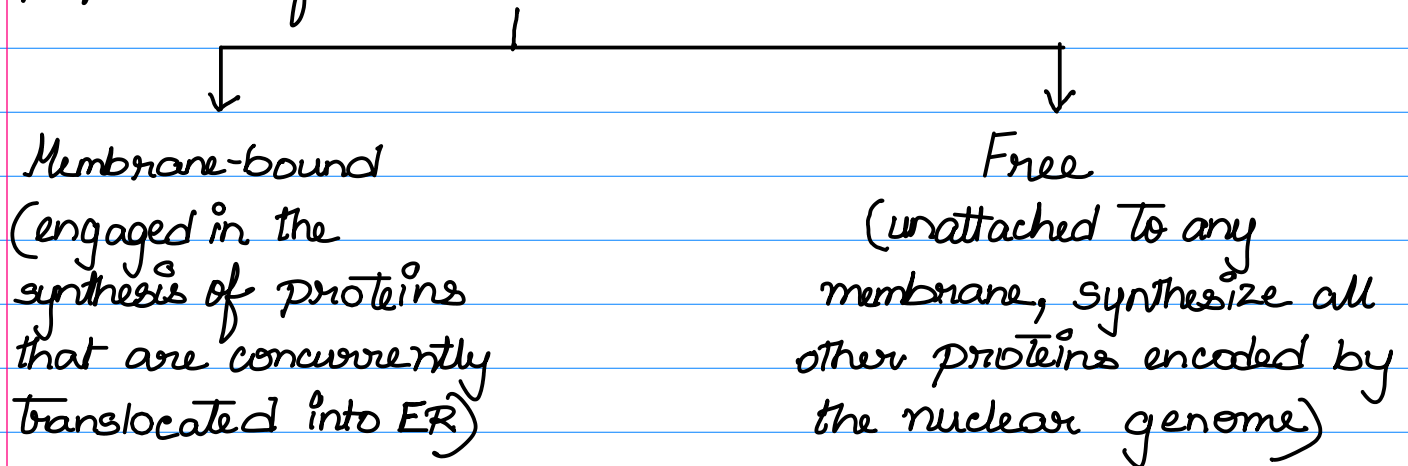 Membrane-bound
(engaged in the
synthesis of proteins
that are concurrently
translocated into ER)
Free
(unattached to any
membrane, synthesize all
other proteins encoded by
the nuclear genome)